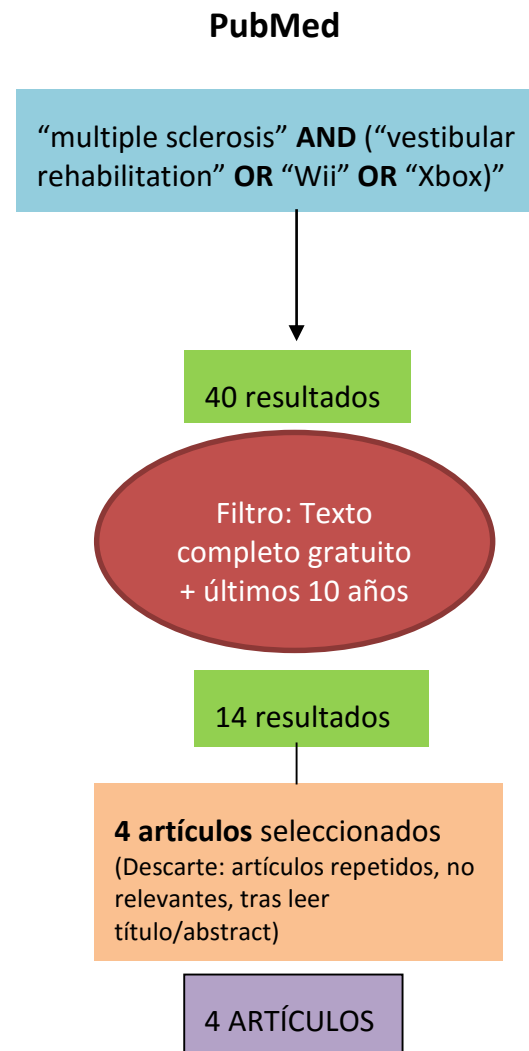 PubMed
“multiple sclerosis” AND (“vestibular
rehabilitation” OR “Wii” OR “Xbox)”
40 resultados
Filtro: Texto
completo gratuito
+ últimos 10 años
14 resultados
4 artículos seleccionados
(Descarte: artículos repetidos, no
relevantes, tras leer
título/abstract)
4 ARTÍCULOS